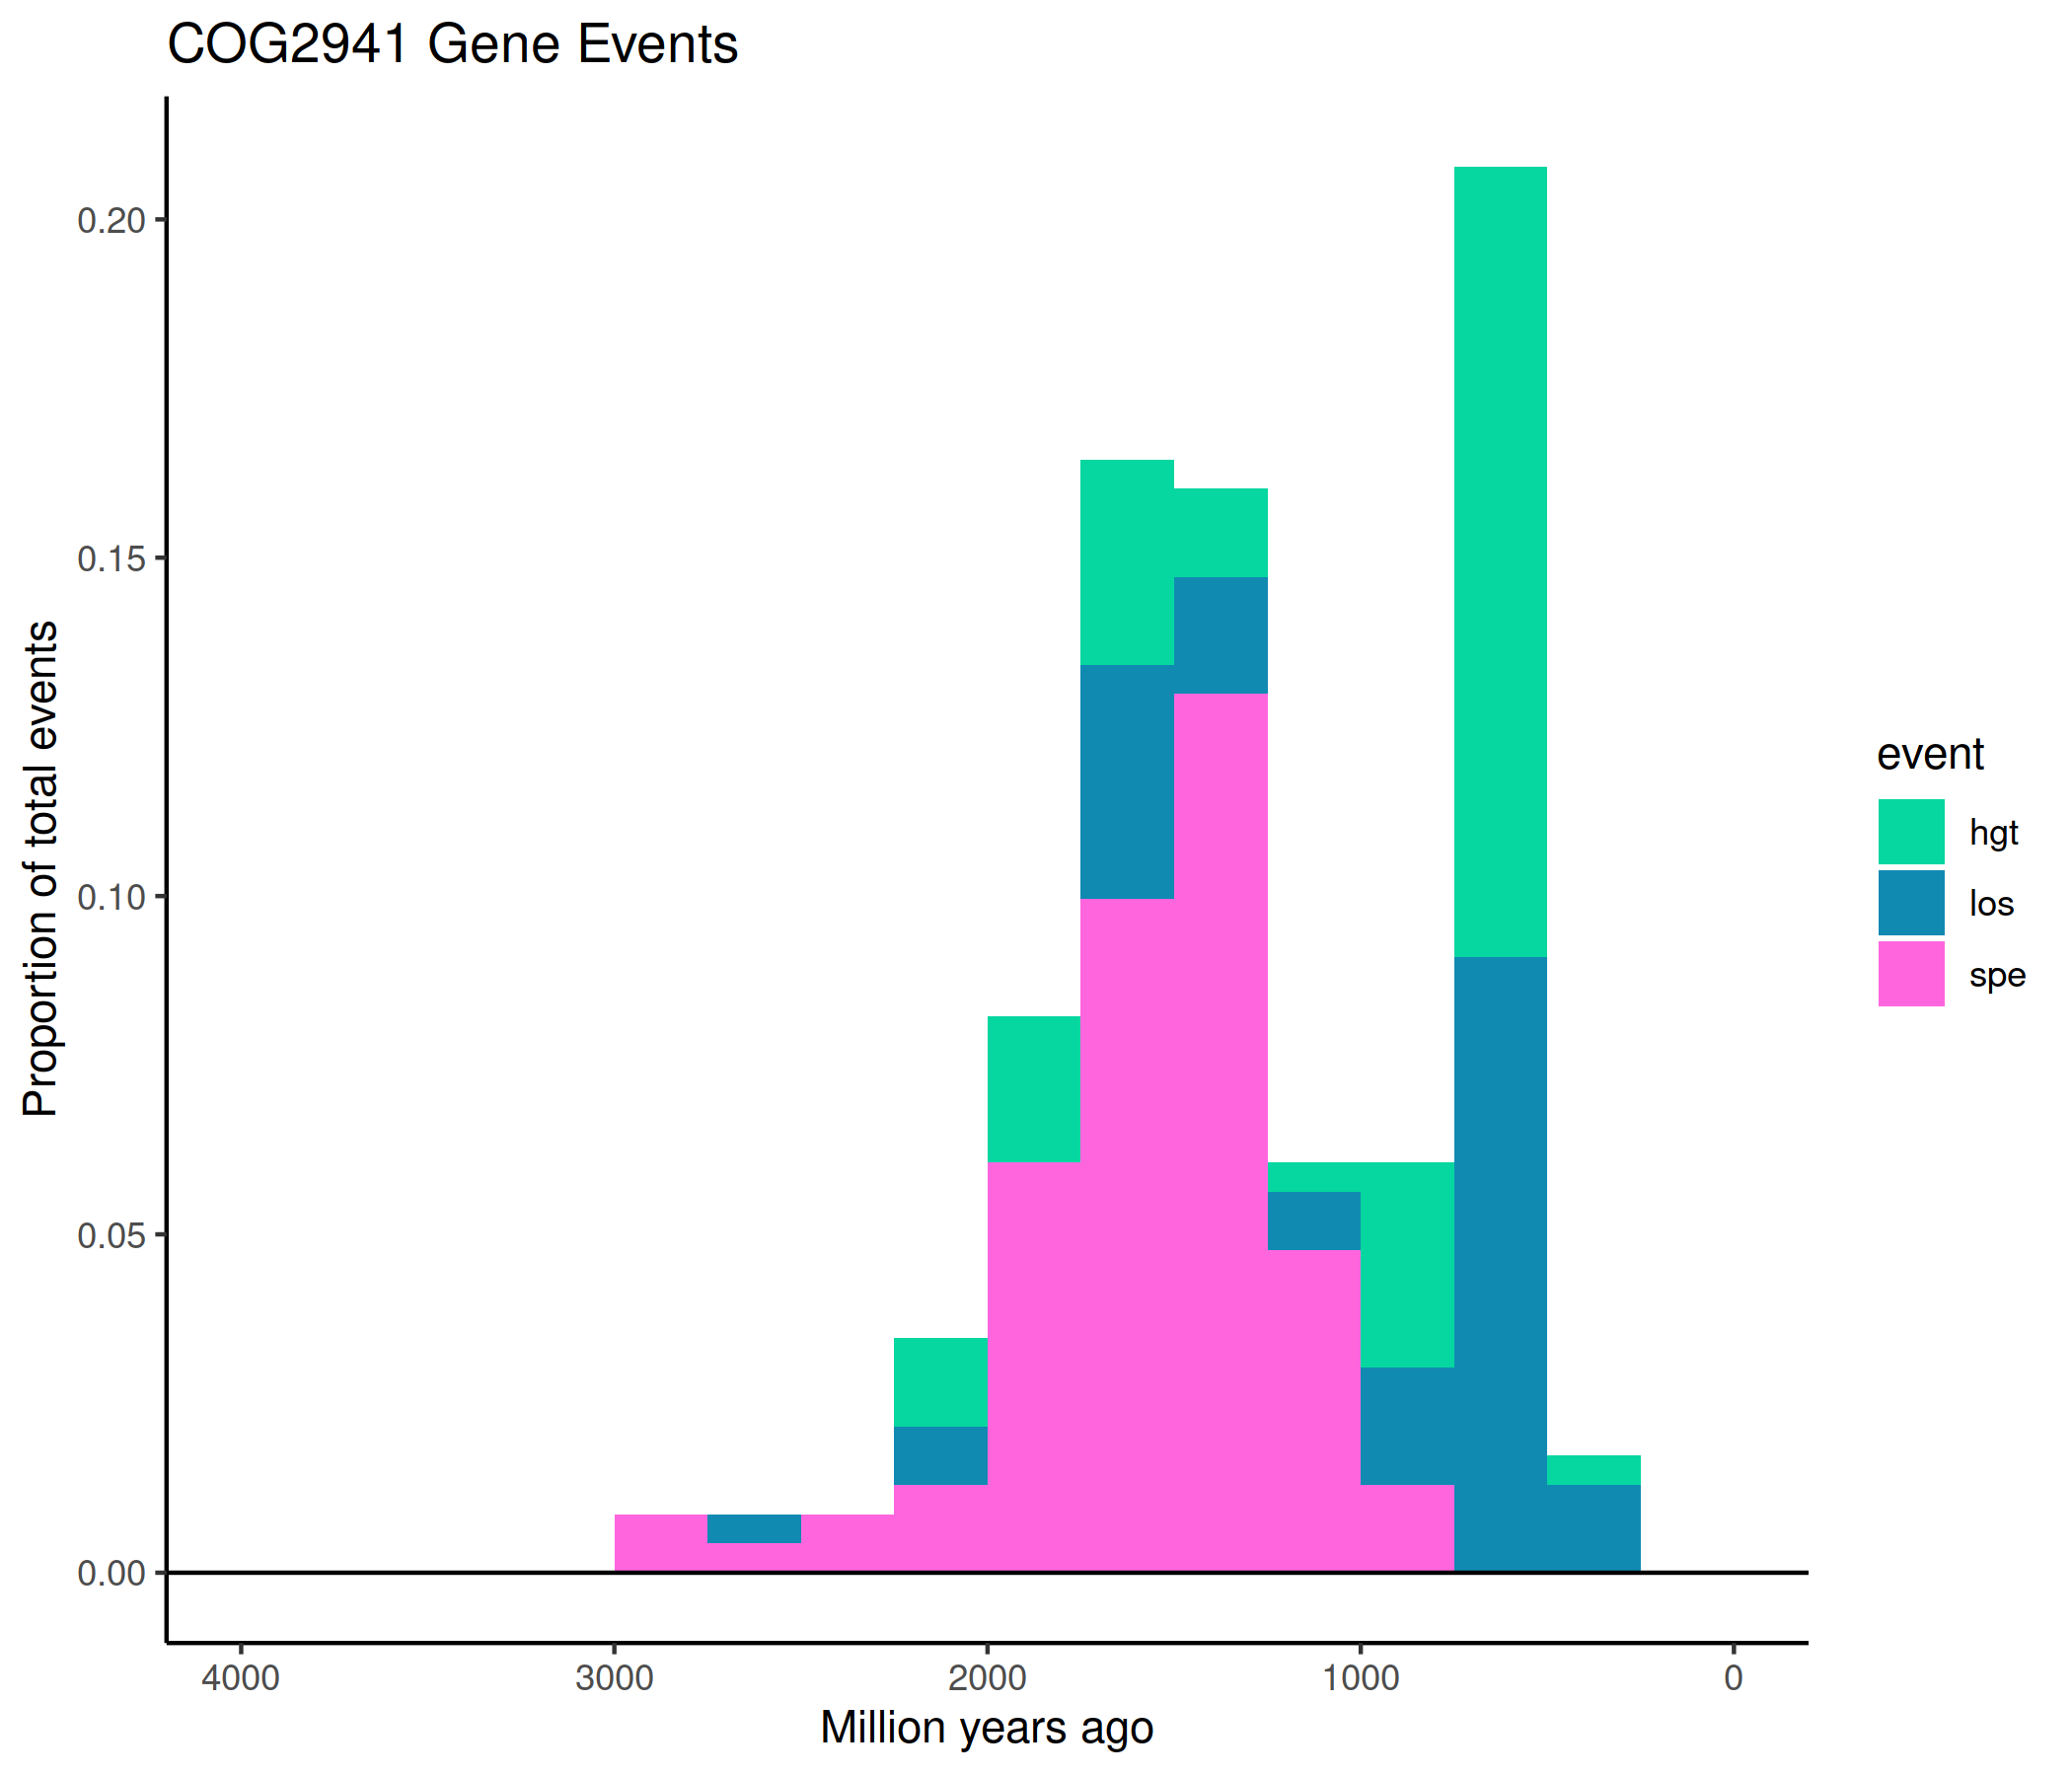 COG2941 Gene Events
Proportion of total events
0.20
0.15
0.10
0.05
0.00
4000 3000 2000 1000 0
Million years ago
event
hgt
los
spe